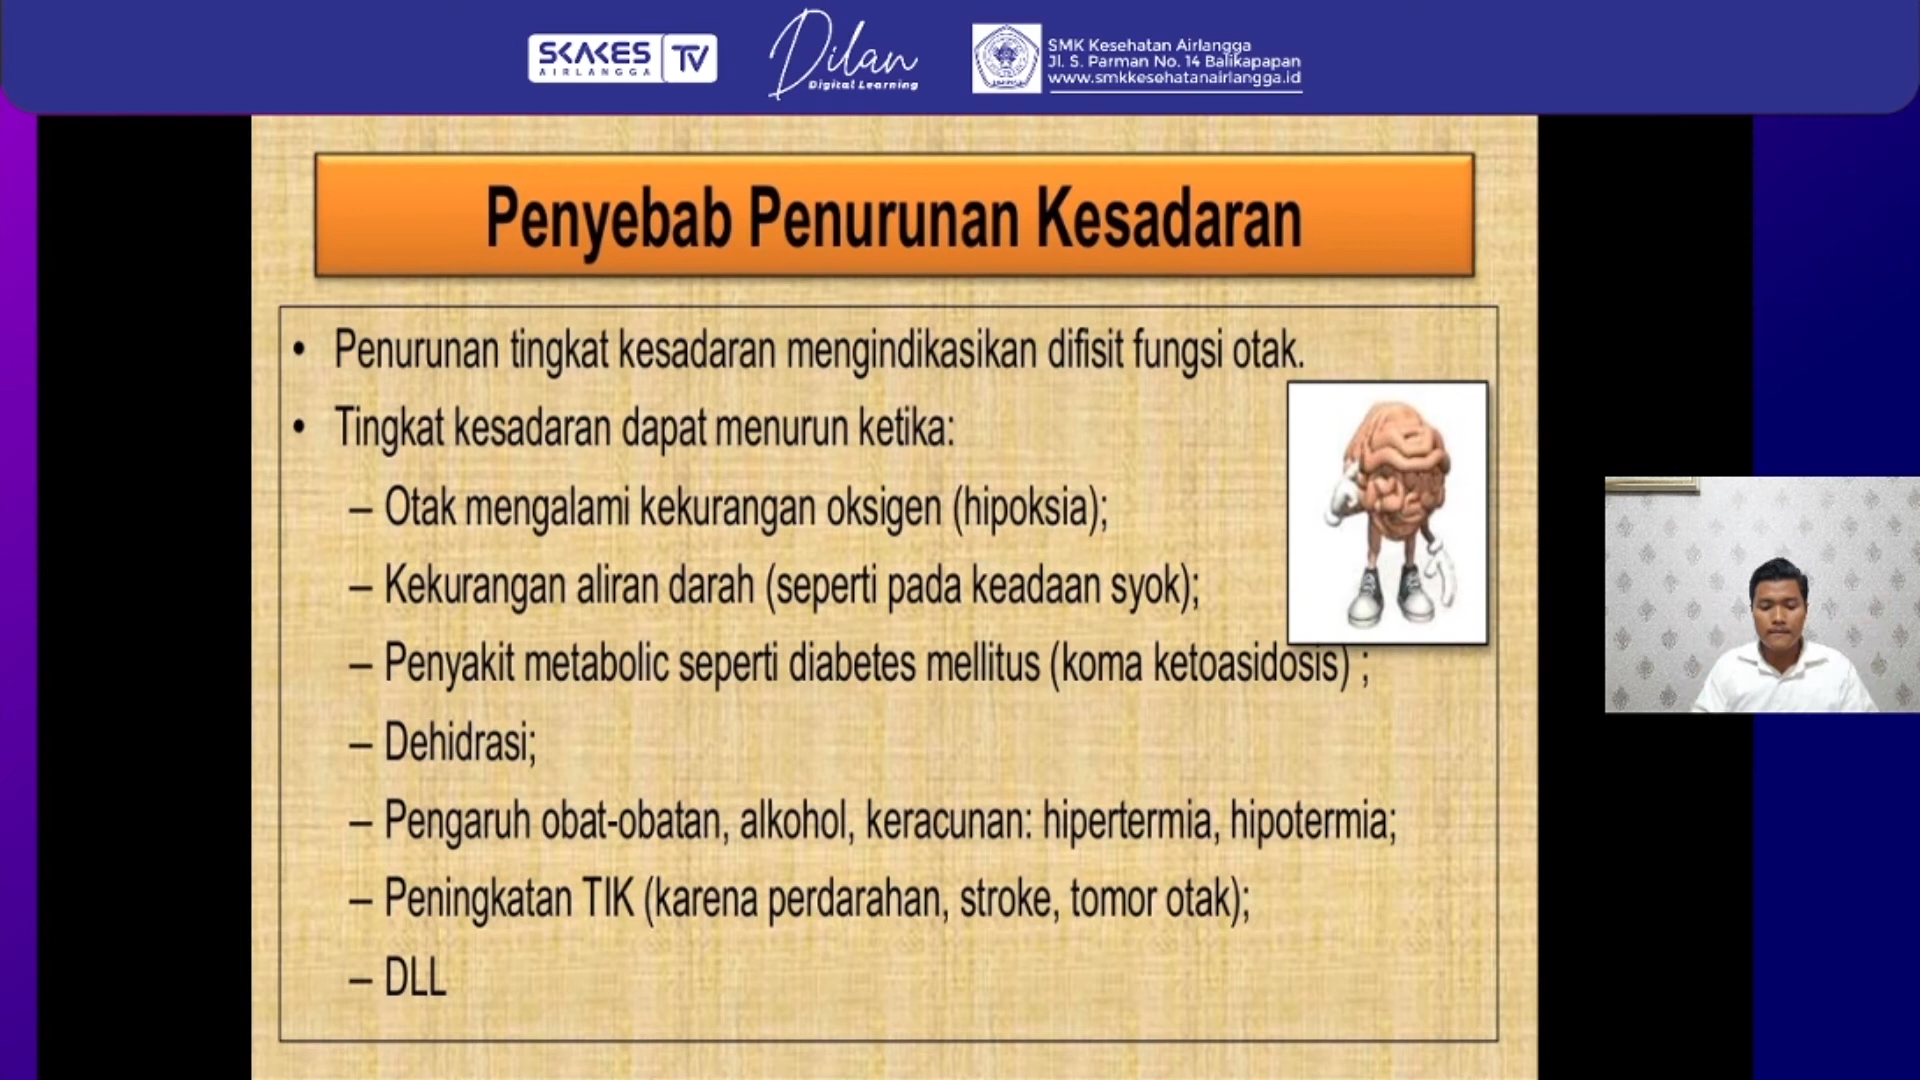 SKAKES TV
AIRLANGGA
Dilan
Digital Learning
SMK Kesehatan Airlangga
Jl. S. Parman No. 14 Balikapapan
www.smkkesehatanairlangga.id
Penyebab Penurunan Kesadaran
• Penurunan tingkat kesadaran mengindikasikan difisit fungsi otak.
• Tingkat kesadaran dapat menurun ketika:
– Otak mengalami kekurangan oksigen (hipoksia);
– Kekurangan aliran darah (seperti pada keadaan syok);
– Penyakit metabolic seperti diabetes mellitus (koma ketoasidosis) ;
– Dehidrasi;
– Pengaruh obat-obatan, alkohol, keracunan: hipertermia, hipotermia;
– Peningkatan TIK (karena perdarahan, stroke, tomor otak);
– DLL